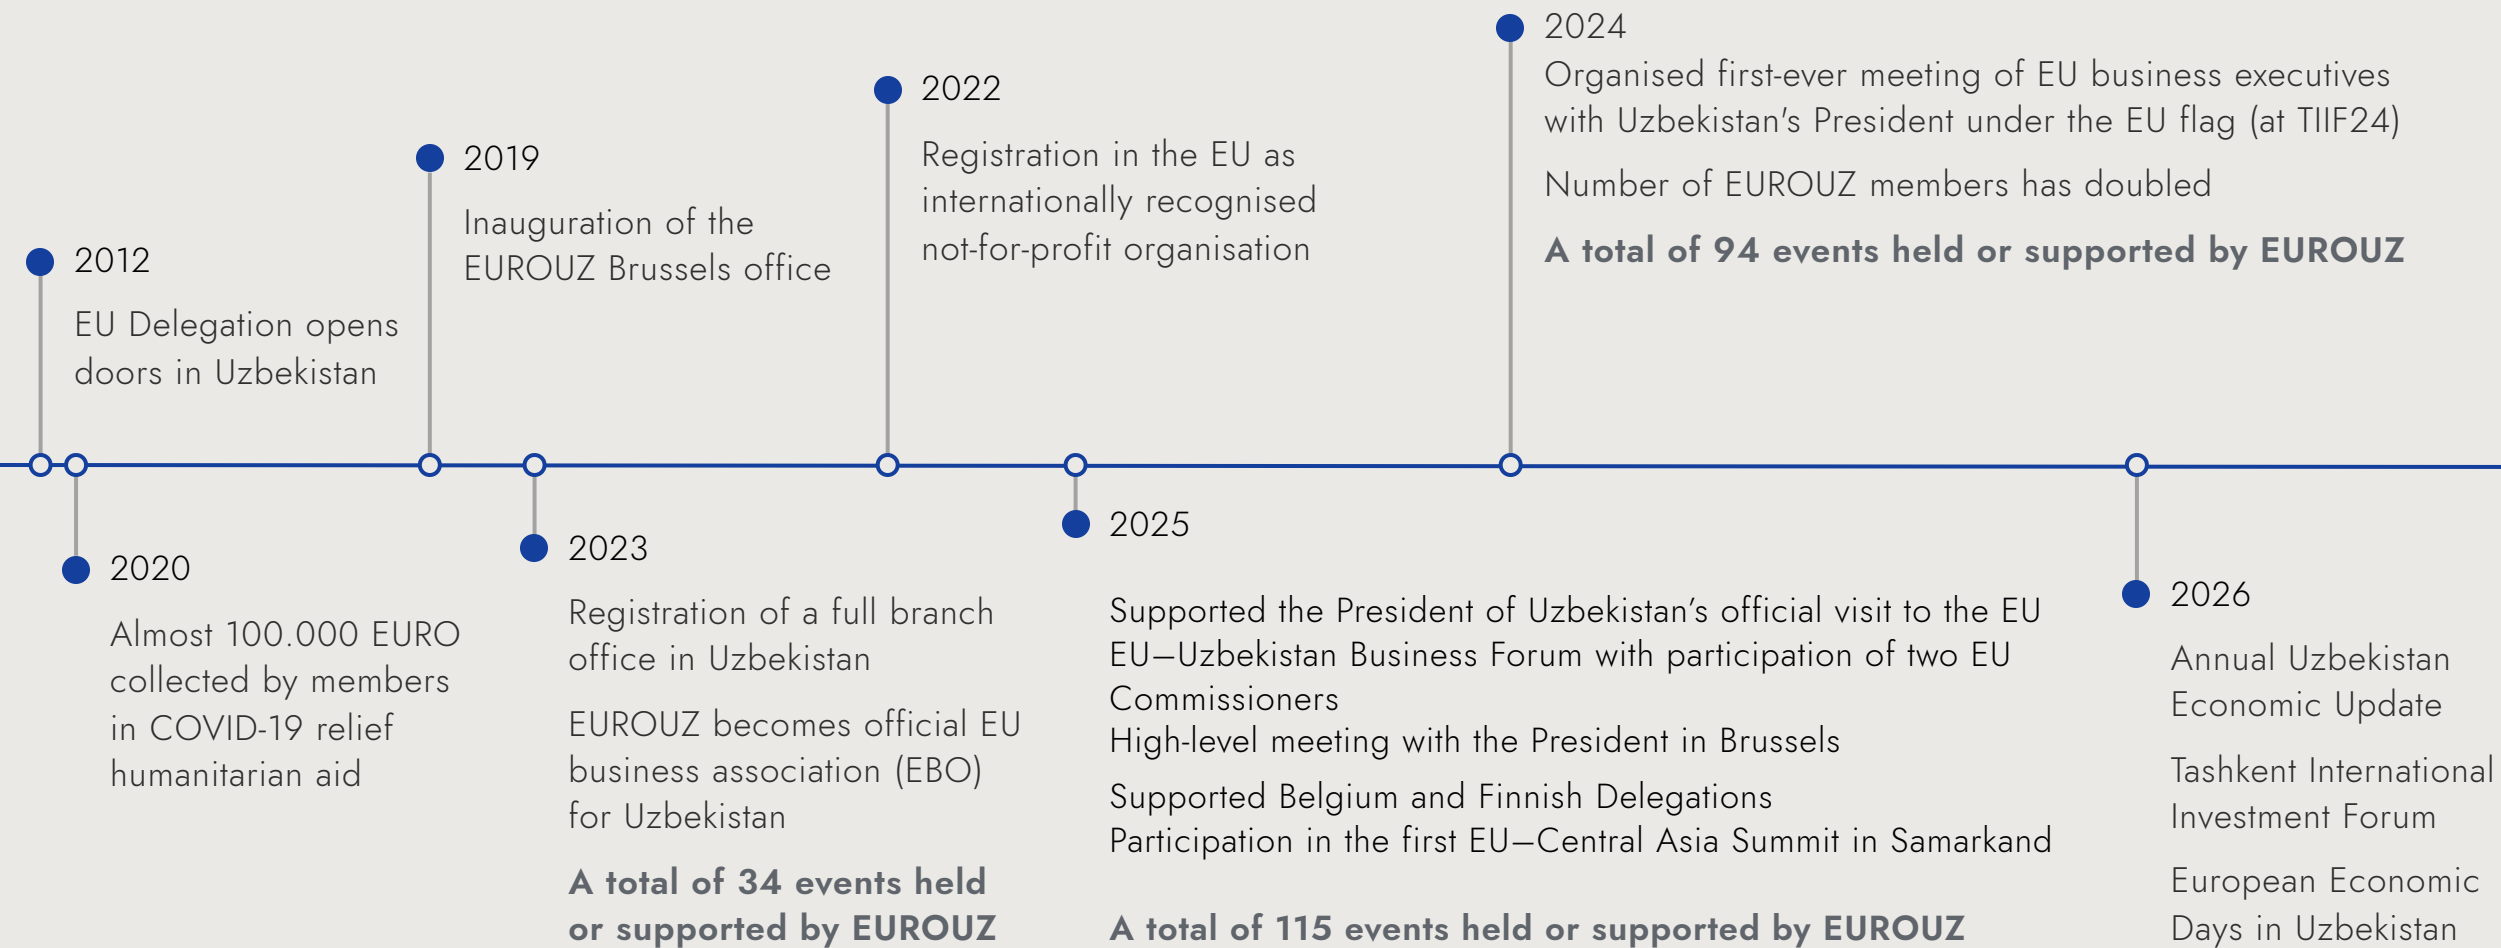 2012
EU Delegation opens
doors in Uzbekistan
2019
Inauguration of the
EUROUZ Brussels office
2022
Registration in the EU as
internationally recognised
not-for-profit organisation
2024
Organised first-ever meeting of EU business executives
with Uzbekistan's President under the EU flag (at TIIF24)
Number of EUROUZ members has doubled
A total of 94 events held or supported by EUROUZ
2020
Almost 100.000 EURO
collected by members
in COVID-19 relief
humanitarian aid
2023
Registration of a full branch
office in Uzbekistan
EUROUZ becomes official EU
business association (EBO)
for Uzbekistan
A total of 34 events held
or supported by EUROUZ
2025
Supported the President of Uzbekistan’s official visit to the EU
EU–Uzbekistan Business Forum with participation of two EU
Commissioners
High-level meeting with the President in Brussels
Supported Belgium and Finnish Delegations
Participation in the first EU–Central Asia Summit in Samarkand
A total of 115 events held or supported by EUROUZ
2026
Annual Uzbekistan
Economic Update
Tashkent International
Investment Forum
European Economic
Days in Uzbekistan